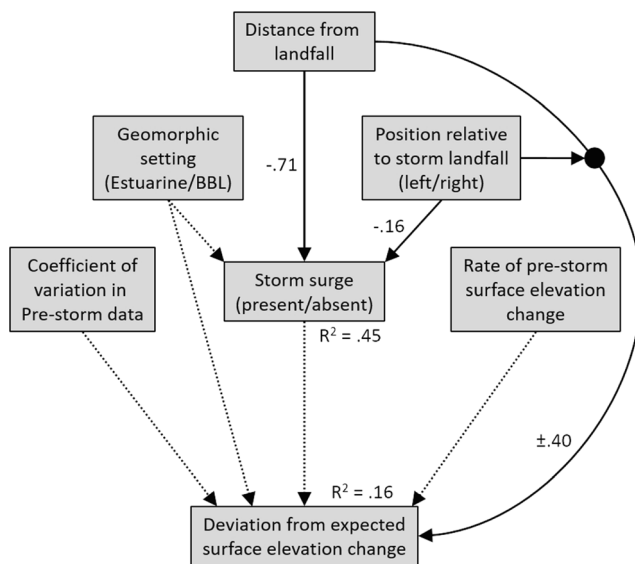 Distance from
landfall
Geomorphic
setting
(Estuarine/BBL)
-.71
Position relative
to storm landfall
(left/right)
-.16
Coefficient of
variation in
Pre-storm data
Storm surge
(present/absent)
R² = .45
Rate of pre-storm
surface elevation
change
±.40
R² = .16
Deviation from expected
surface elevation change